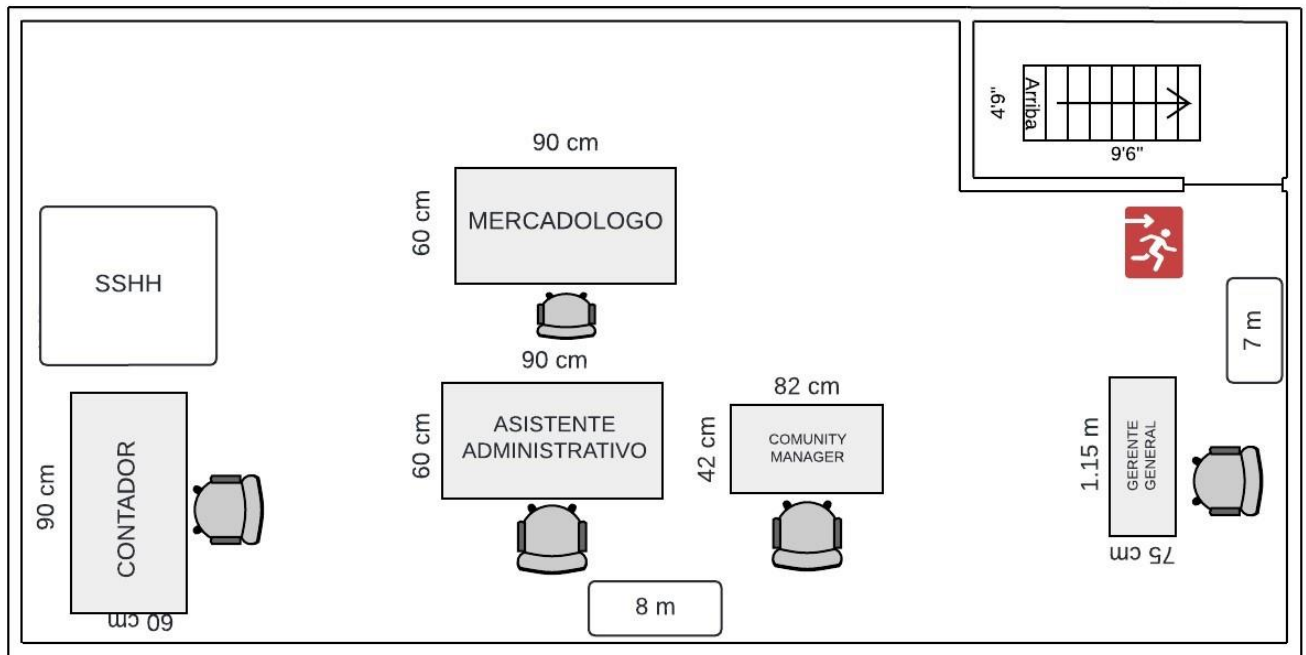 Arriba
4'9"
9'6"
90 cm
60 cm
MERCADOLOGO
SSHH
7 m
90 cm
60 cm
ASISTENTE
ADMINISTRATIVO
82 cm
42 cm
COMUNITY
MANAGER
1.15 m
GERENTE
GENERAL
75 cm
90 cm
CONTADOR
60 cm
8 m